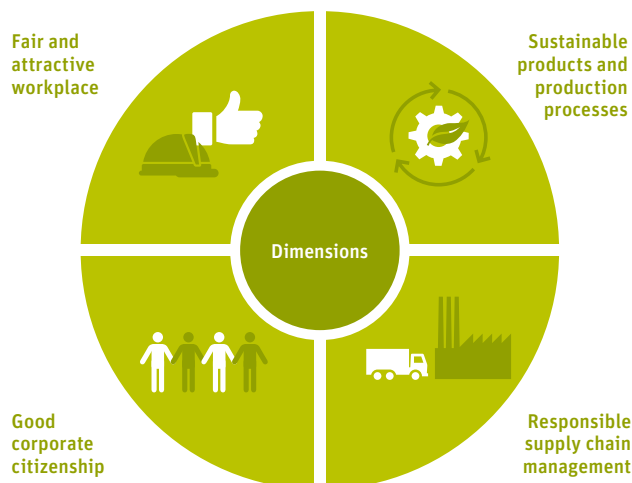 Fair and
attractive
workplace
Sustainable
products and
production
processes
Dimensions
Good
corporate
citizenship
Responsible
supply chain
management